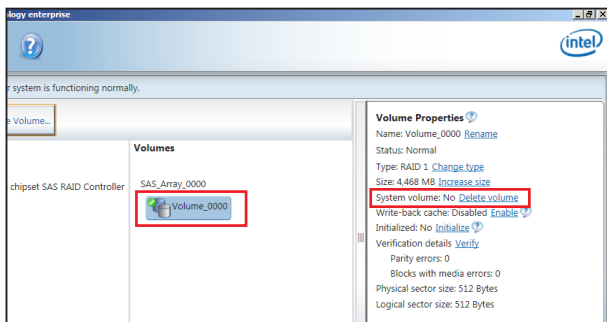 ology enterprise
?
intel
r system is functioning normally.
e Volume...
Volumes
chipset SAS RAID Controller
SAS_Array_0000
Volume_0000
Volume Properties ?
Name: Volume_0000 Rename
Status: Normal
Type: RAID 1 Change type
Size: 4,468 MB Increase size
System volume: No Delete volume
Write-back cache: Disabled Enable ?
Initialized: No Initialize ?
Verification details Verify
Parity errors: 0
Blocks with media errors: 0
Physical sector size: 512 Bytes
Logical sector size: 512 Bytes